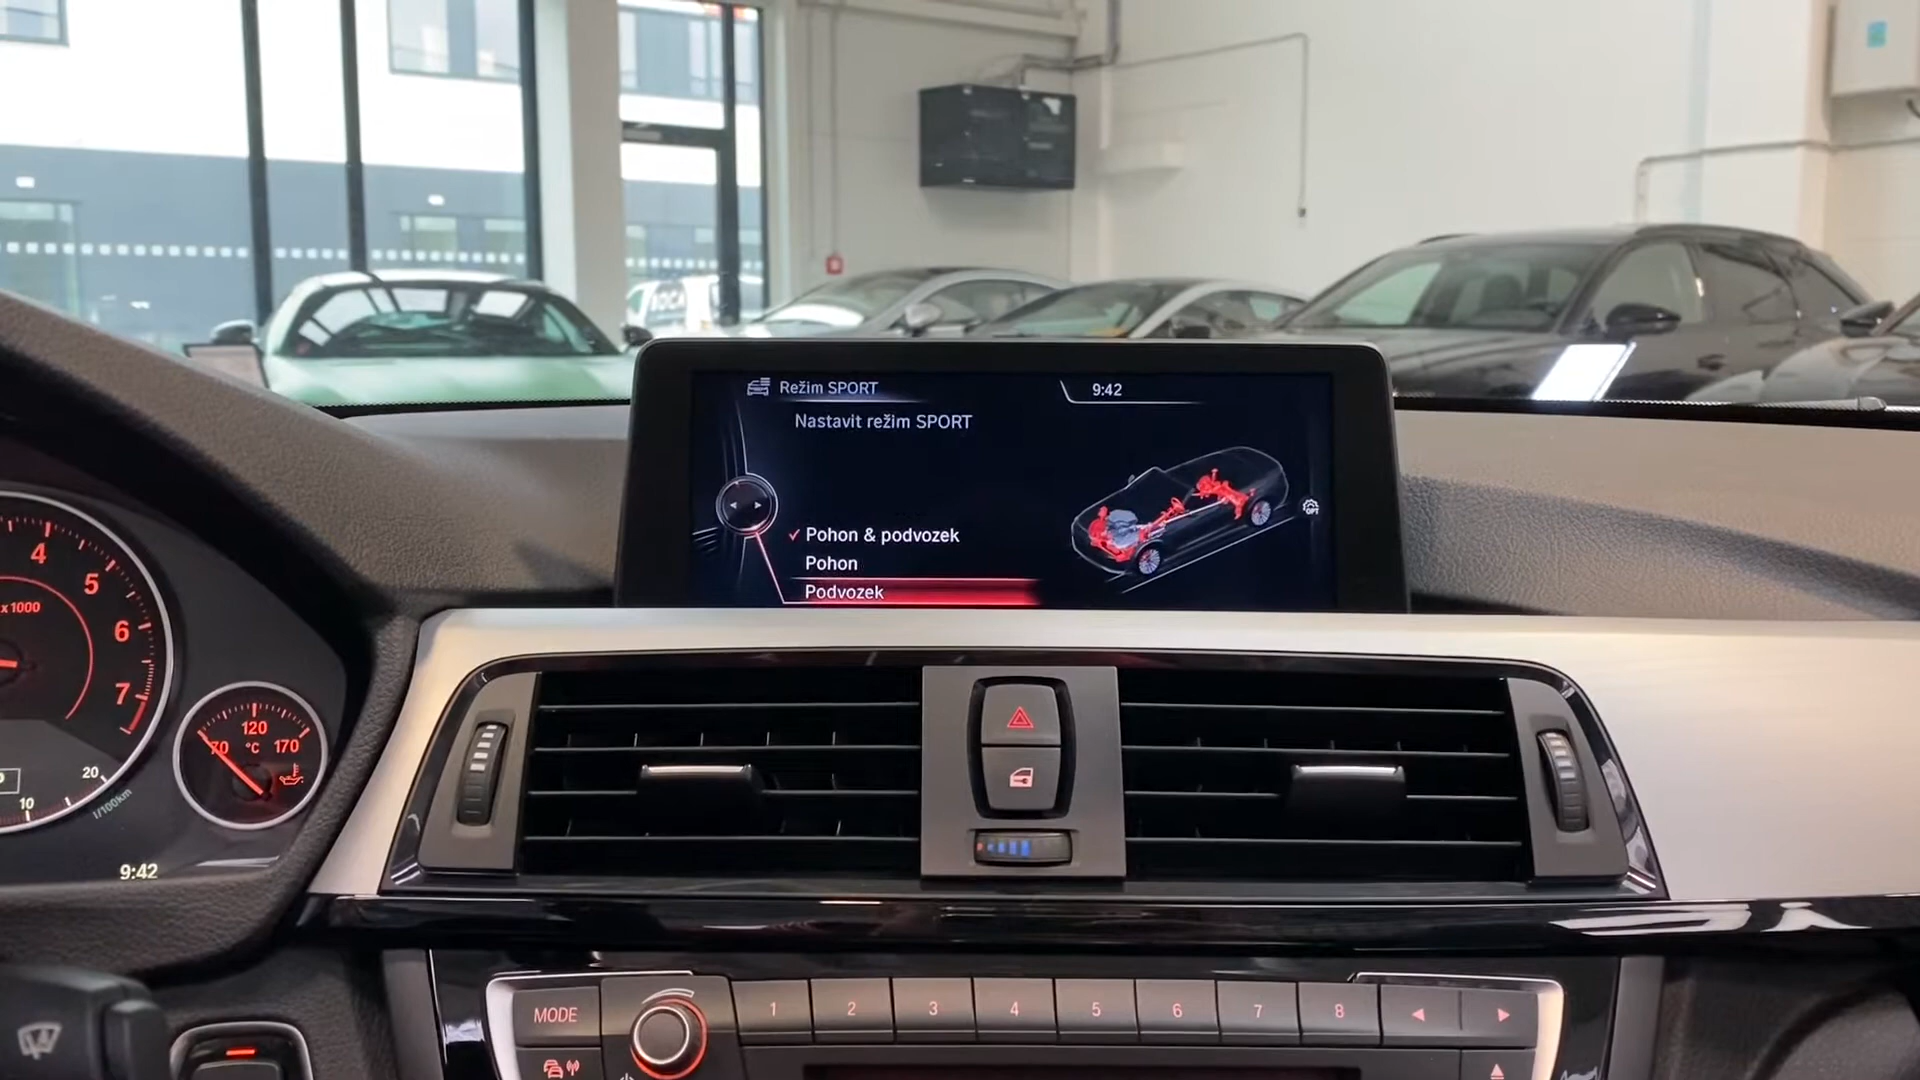 Režim SPORT
9:42
Nastavit režim SPORT
Pohon & podvozek
Pohon
Podvozek
OPT
4
5
x1000
6
7
120
70 °C 170
20
10
l/100km
9:42
MODE
1 2 3 4 5 6 7 8